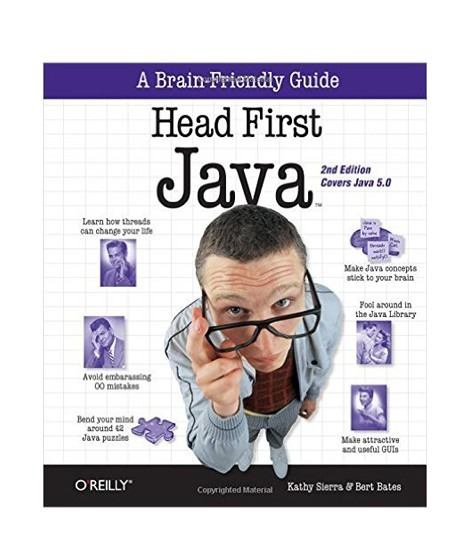 A Brain-Friendly Guide
Head First
Java™
2nd Edition
Covers Java 5.0
Learn how threads
can change your life
Make Java concepts
stick to your brain
Fool around in
the Java Library
Avoid embarassing
OO mistakes
Bend your mind
around 42
Java puzzles
Make attractive
and useful GUIs
O'REILLY®
Copyrighted Material
Kathy Sierra & Bert Bates